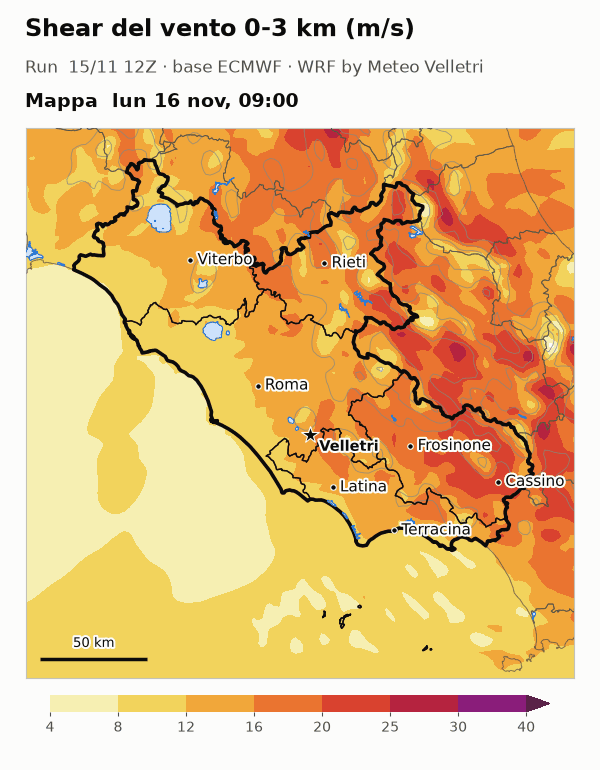 Shear del vento 0-3 km (m/s)
Run  15/11 12Z · base ECMWF · WRF by Meteo Velletri
Mappa  lun 16 nov, 09:00
Viterbo
Rieti
Roma
Velletri
Frosinone
Cassino
Latina
Terracina
50 km
4 8 12 16 20 25 30 40